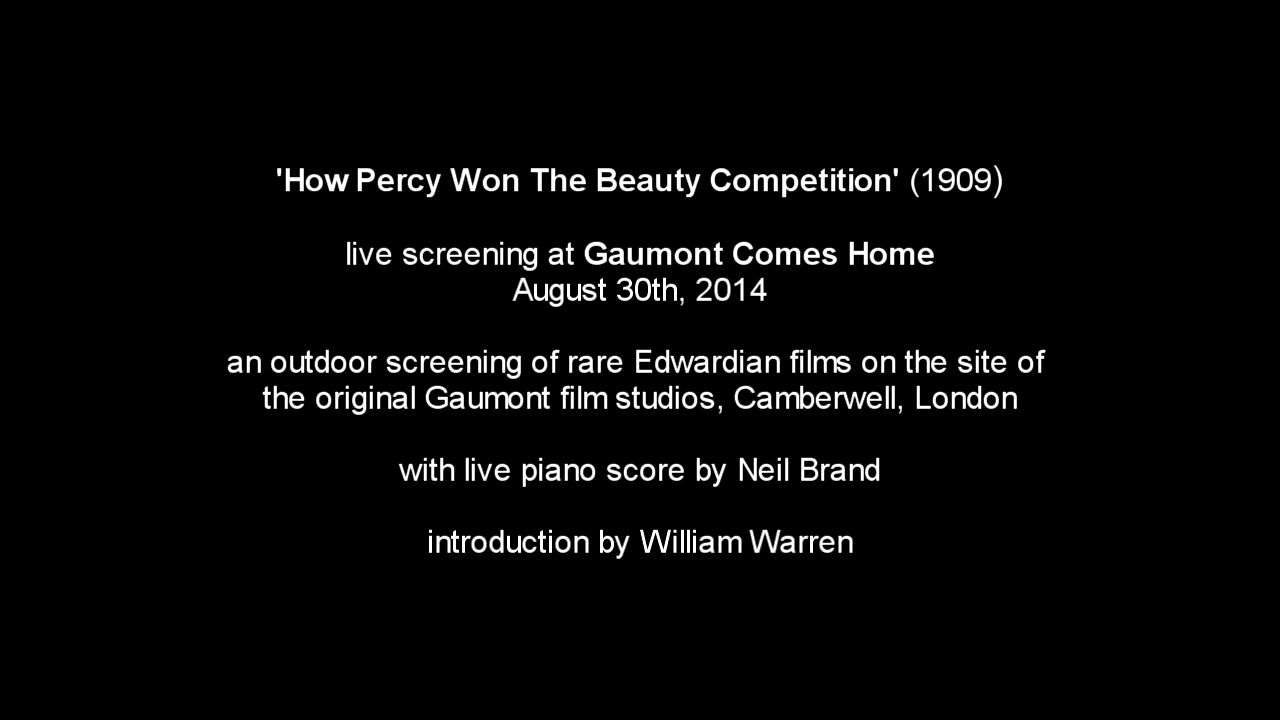 'How Percy Won The Beauty Competition' (1909)
live screening at Gaumont Comes Home
August 30th, 2014
an outdoor screening of rare Edwardian films on the site of
the original Gaumont film studios, Camberwell, London
with live piano score by Neil Brand
introduction by William Warren